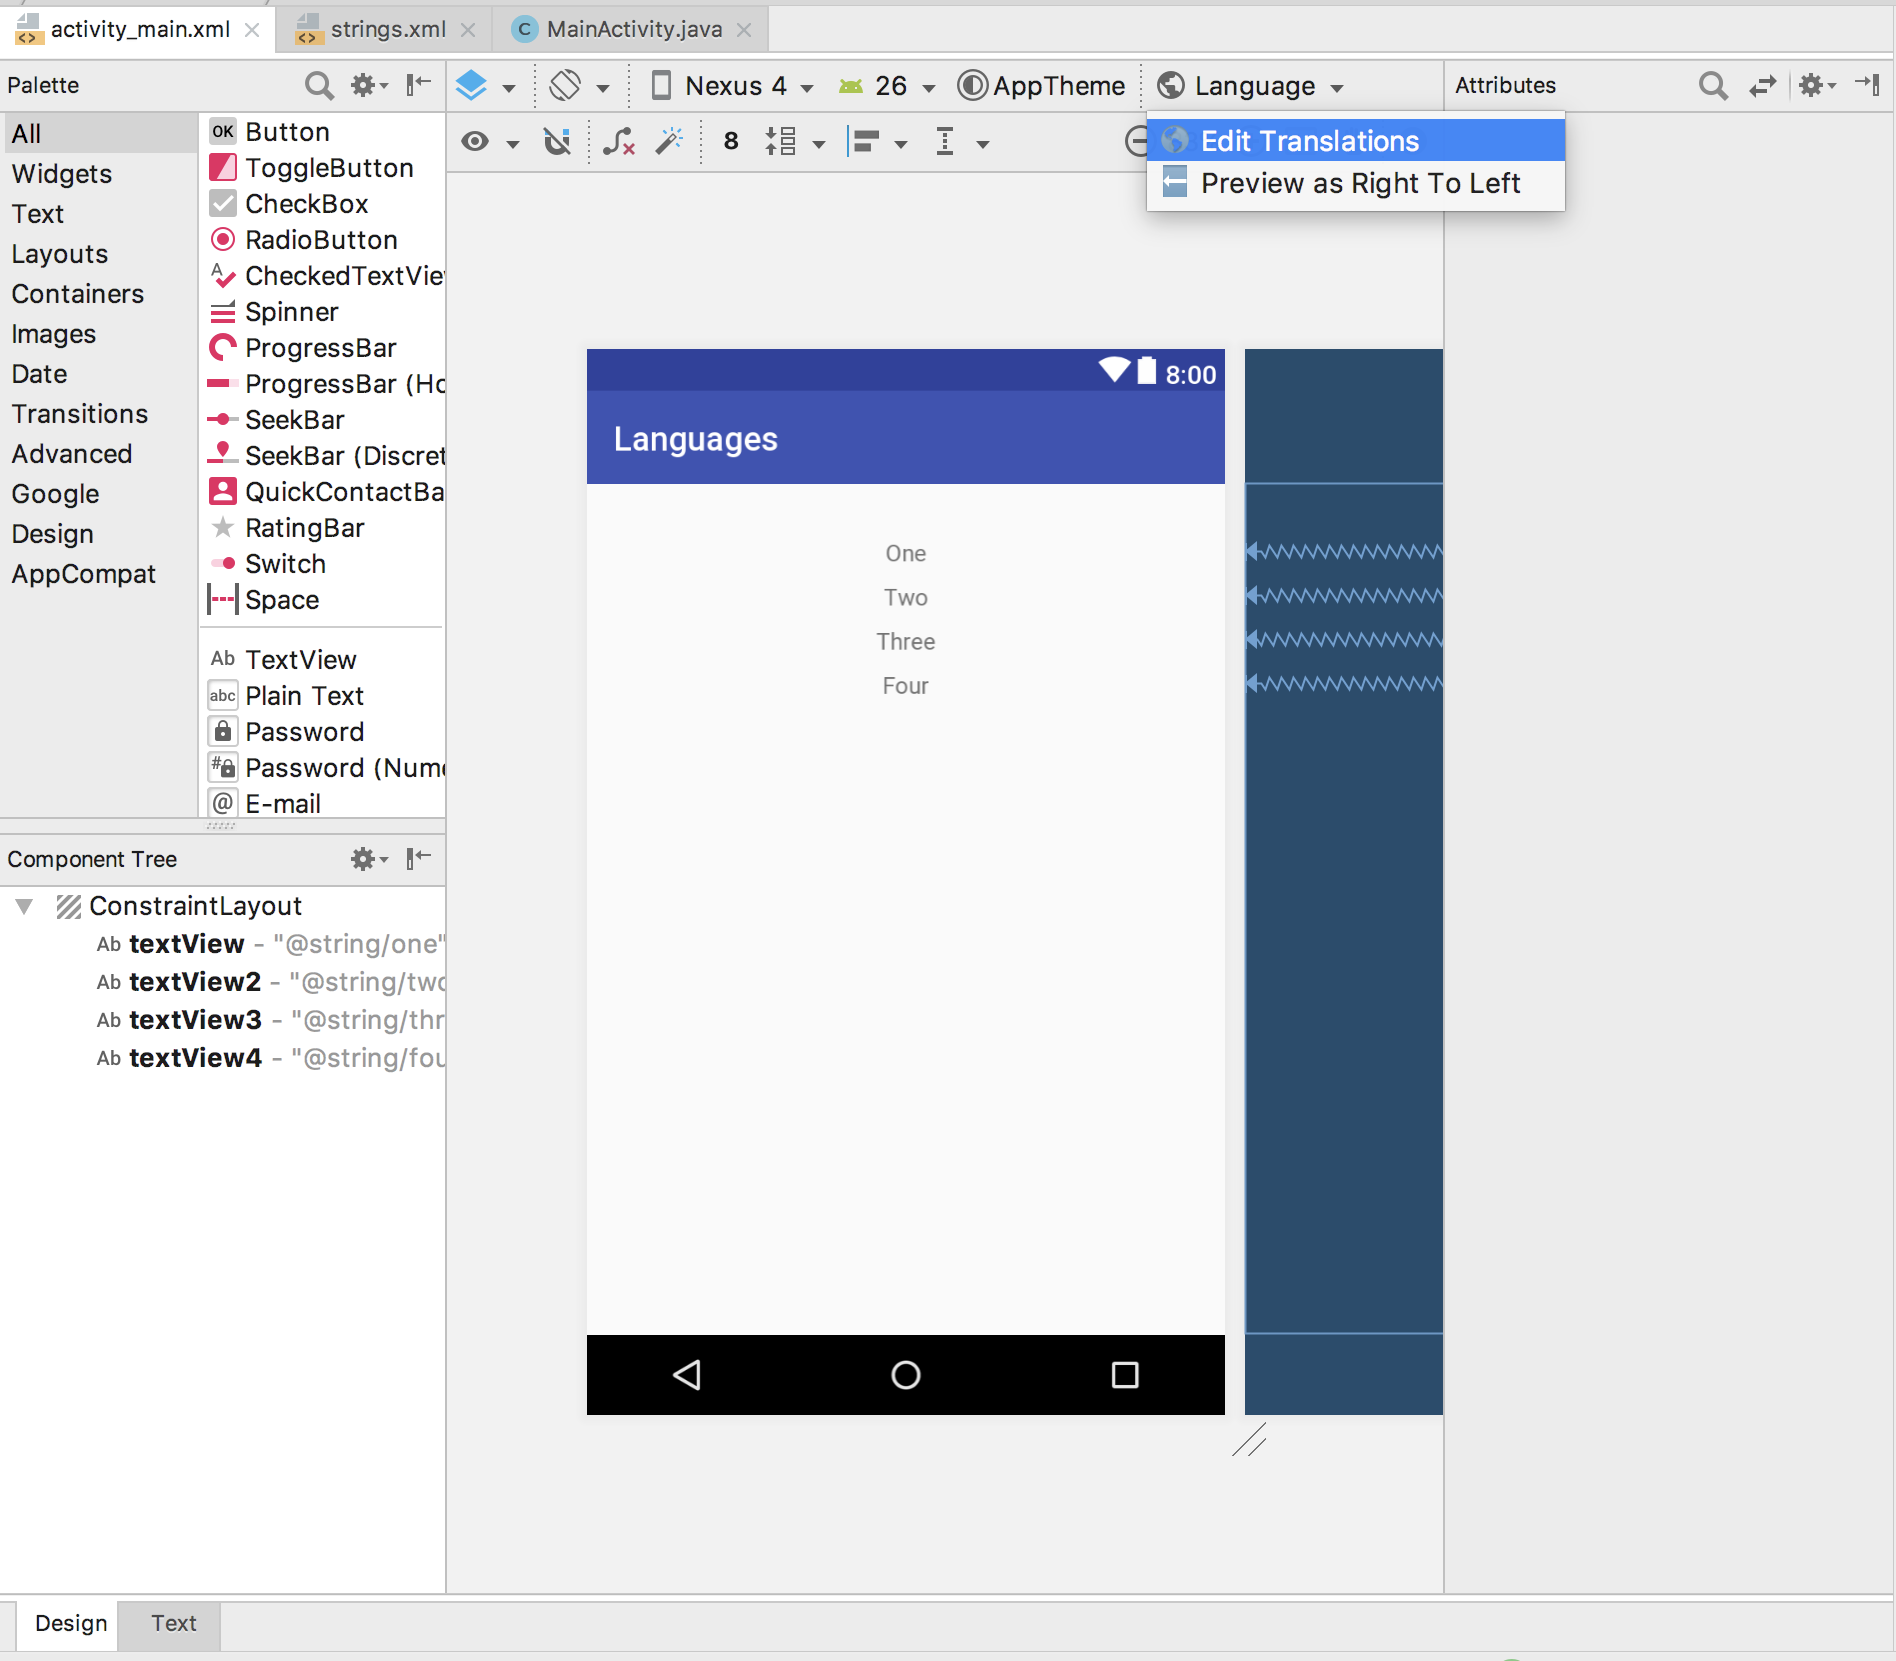 activity_main.xml
strings.xml
C MainActivity.java
Palette
Nexus 4
26
AppTheme
Language
Attributes
8
Edit Translations
Preview as Right To Left
All
Widgets
Text
Layouts
Containers
Images
Date
Transitions
Advanced
Google
Design
AppCompat
OK Button
ToggleButton
CheckBox
RadioButton
A CheckedTextVie
Spinner
ProgressBar
ProgressBar (Ho
SeekBar
SeekBar (Discret
QuickContactBa
RatingBar
Switch
Space
Ab TextView
abc Plain Text
Password
# Password (Nume
@ E-mail
8:00
Languages
One
Two
Three
Four
Component Tree
ConstraintLayout
Ab textView - "@string/one"
Ab textView2 - "@string/two
Ab textView3 - "@string/thr
Ab textView4 - "@string/fou
Design
Text